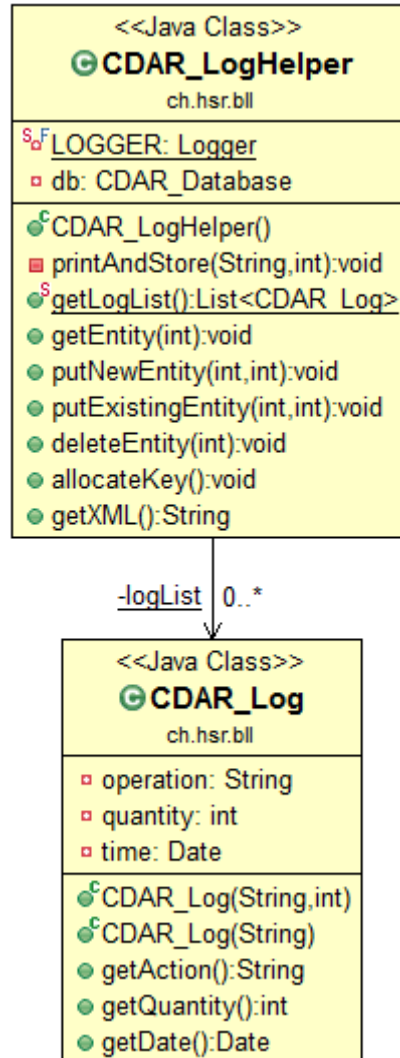 <<Java Class>>
CDAR_LogHelper
ch.hsr.bll
LOGGER: Logger
db: CDAR_Database
CDAR_LogHelper()
printAndStore(String,int):void
getLogList():List<CDAR_Log>
getEntity(int):void
putNewEntity(int,int):void
putExistingEntity(int,int):void
deleteEntity(int):void
allocateKey():void
getXML():String
-logList 0..*
<<Java Class>>
CDAR_Log
ch.hsr.bll
operation: String
quantity: int
time: Date
CDAR_Log(String,int)
CDAR_Log(String)
getAction():String
getQuantity():int
getDate():Date